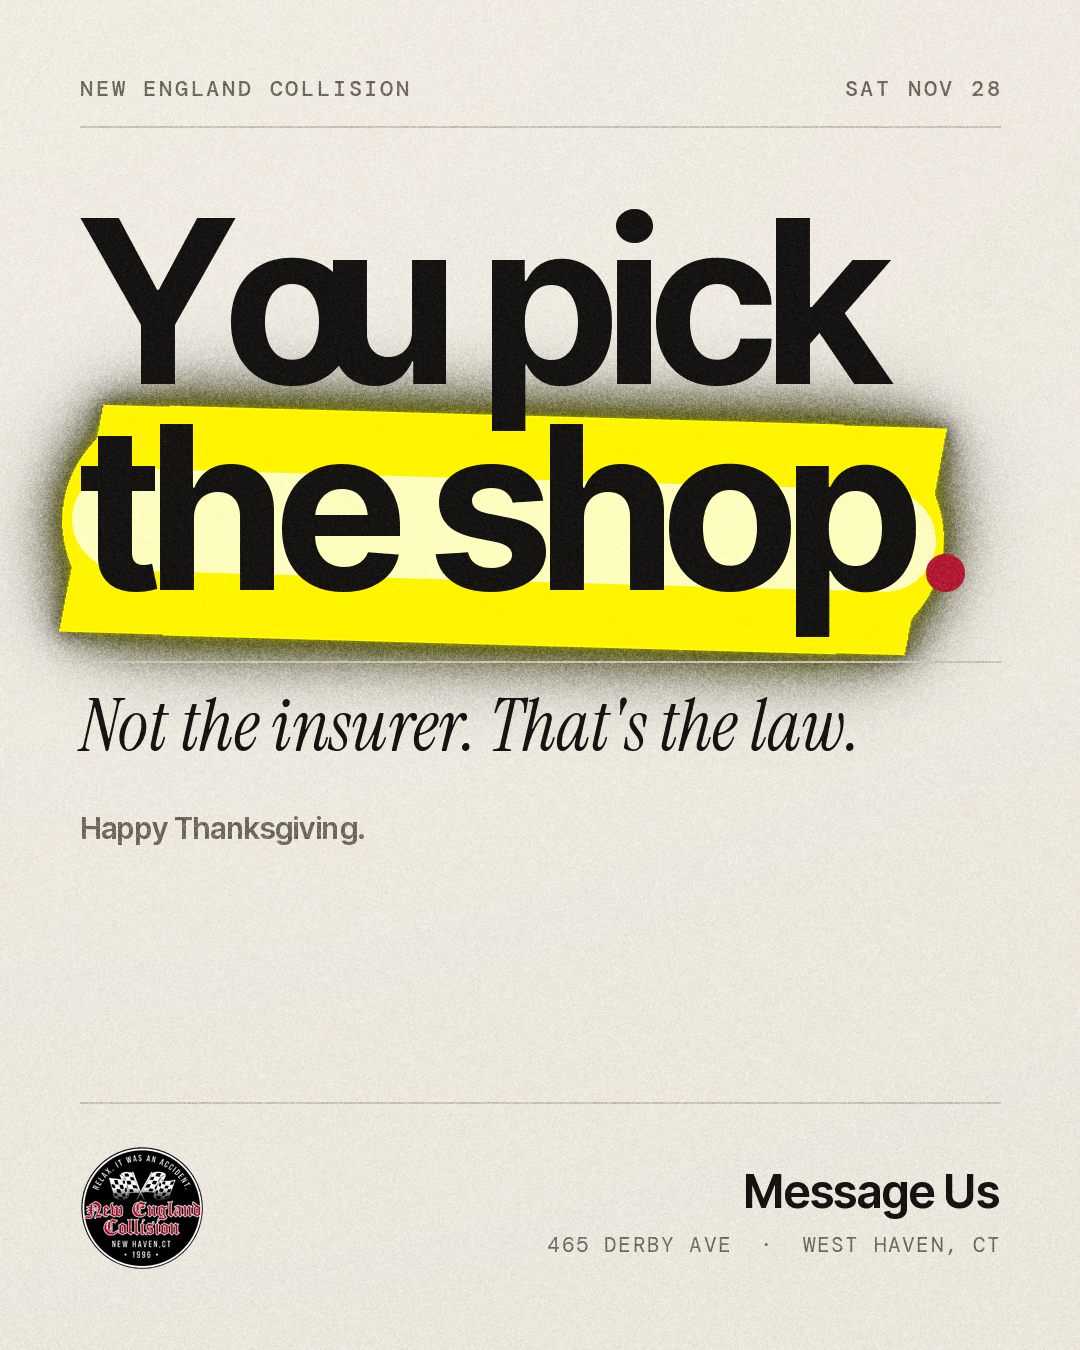 NEW ENGLAND COLLISION
SAT NOV 28
You pick
the shop.
Not the insurer. That's the law.
Happy Thanksgiving.
RELAX, IT WAS AN ACCIDENT.
New England
Collision
NEW HAVEN, CT
• 1996 •
Message Us
465 DERBY AVE · WEST HAVEN, CT